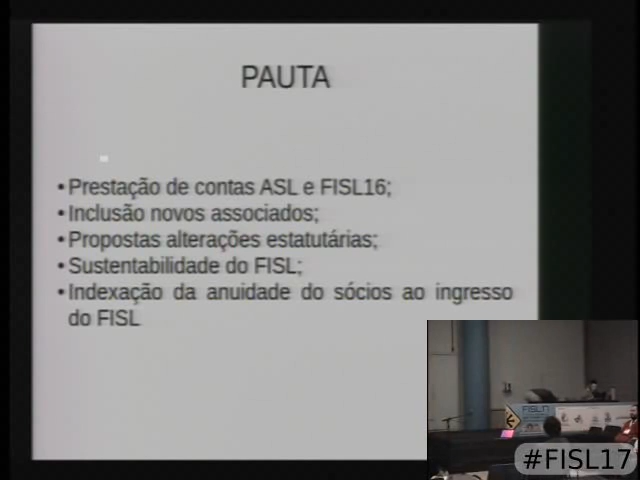 PAUTA
•Prestação de contas ASL e FISL16;
•Inclusão novos associados;
•Propostas alterações estatutárias;
•Sustentabilidade do FISL;
•Indexação da anuidade do sócios ao ingresso
do FISL
FISL17
#FISL17